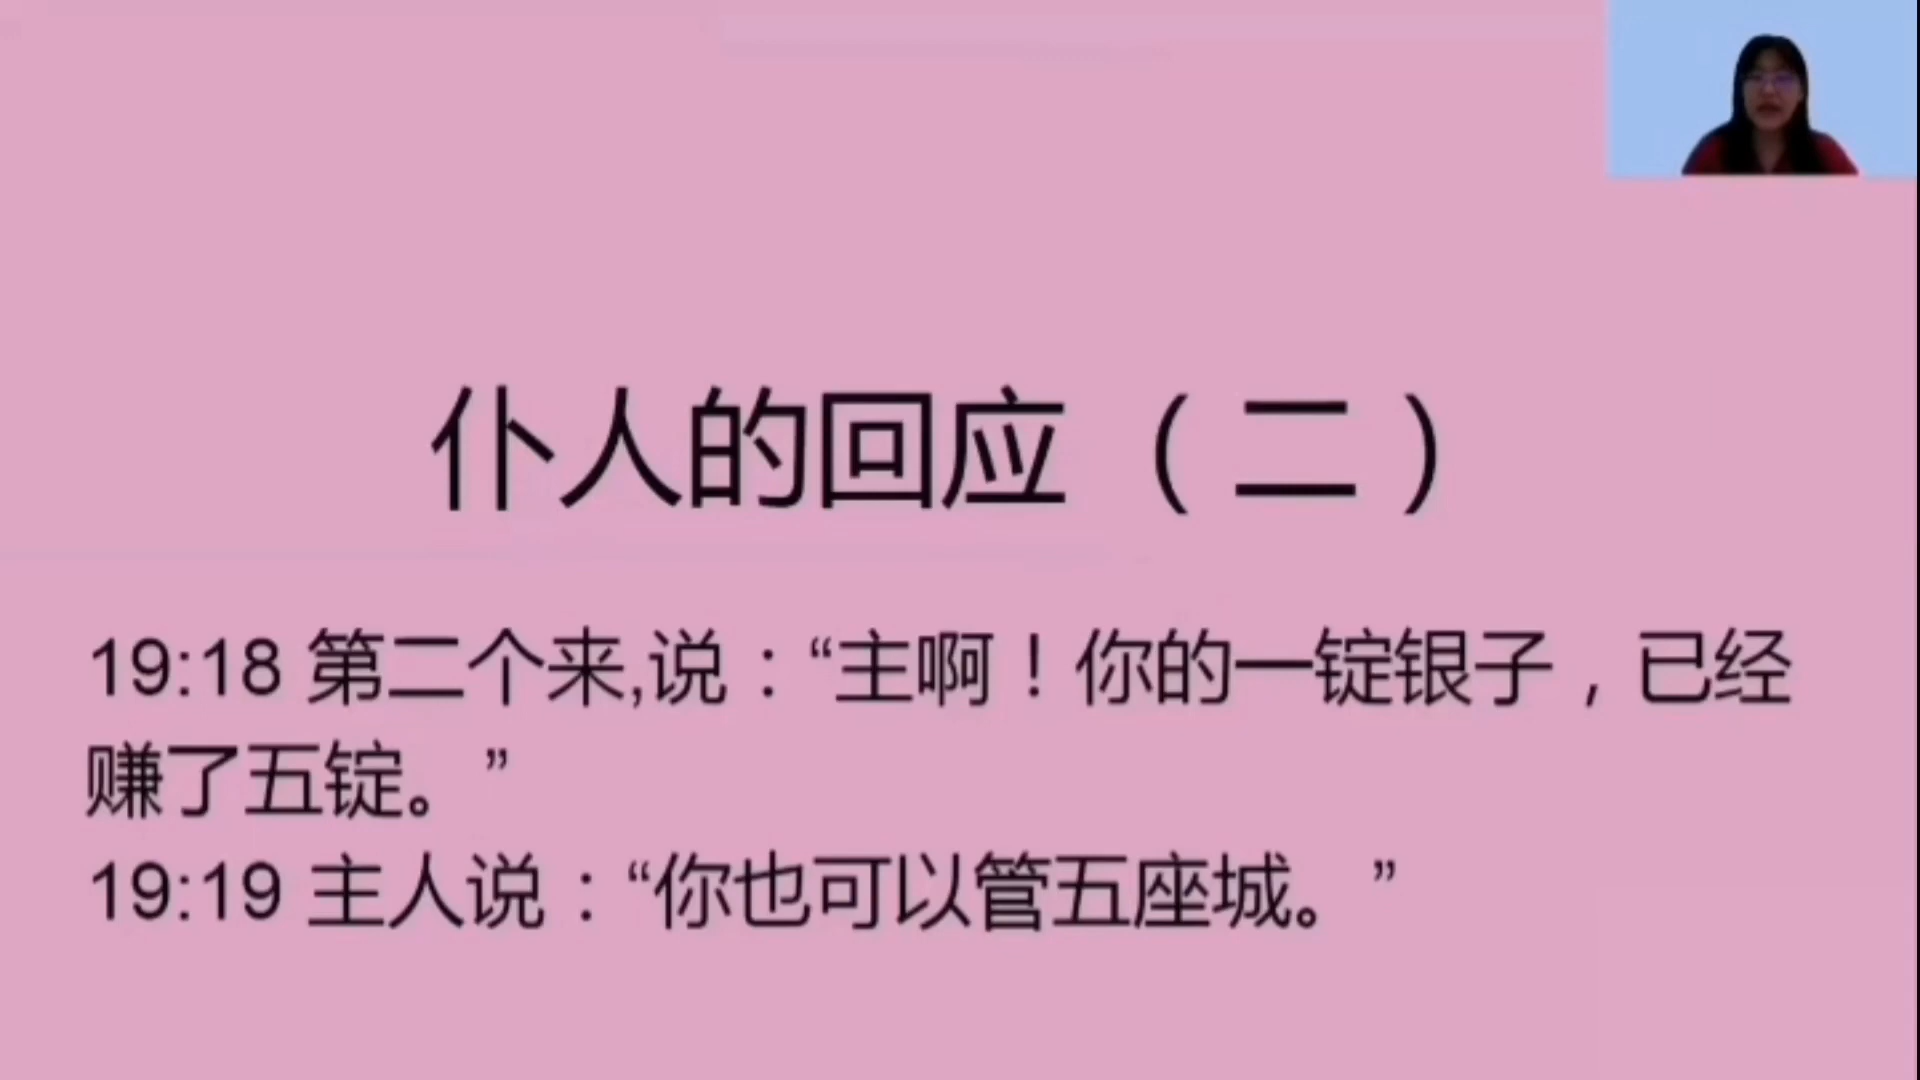 仆人的回应（二）
19:18 第二个来,说：“主啊！你的一锭银子，已经
赚了五锭。”
19:19 主人说：“你也可以管五座城。”